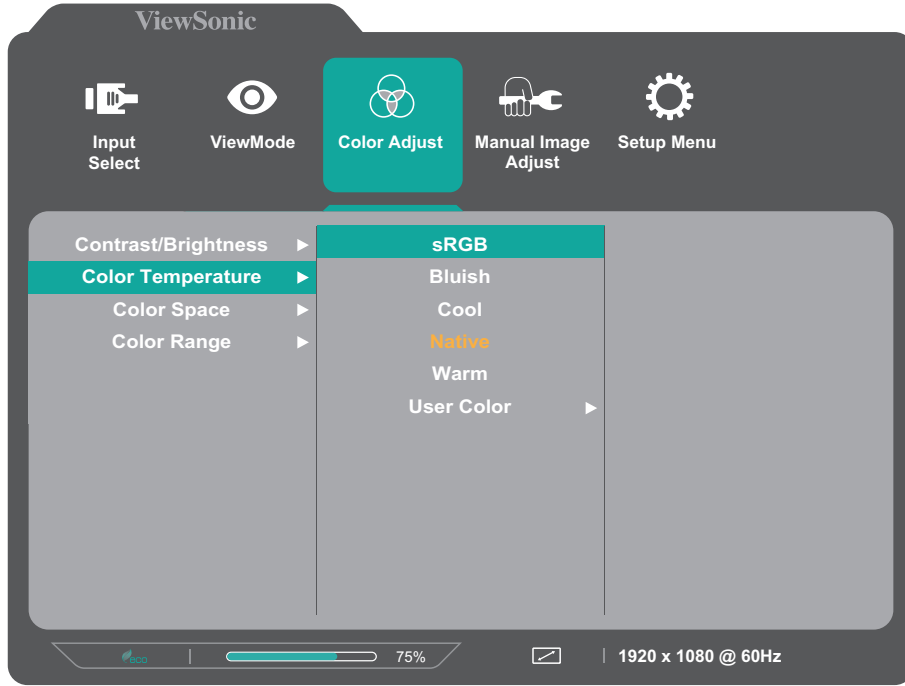 ViewSonic
Input
Select
ViewMode
Color Adjust
Manual Image
Adjust
Setup Menu
Contrast/Brightness
Color Temperature
Color Space
Color Range
sRGB
Bluish
Cool
Native
Warm
User Color
eco
75%
1920 x 1080 @ 60Hz